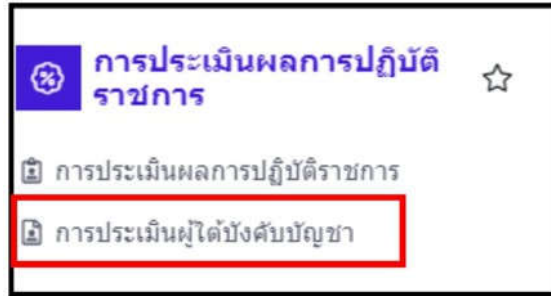 การประเมินผลการปฏิบัติ
ราชการ
การประเมินผลการปฏิบัติราชการ
การประเมินผู้ใต้บังคับบัญชา